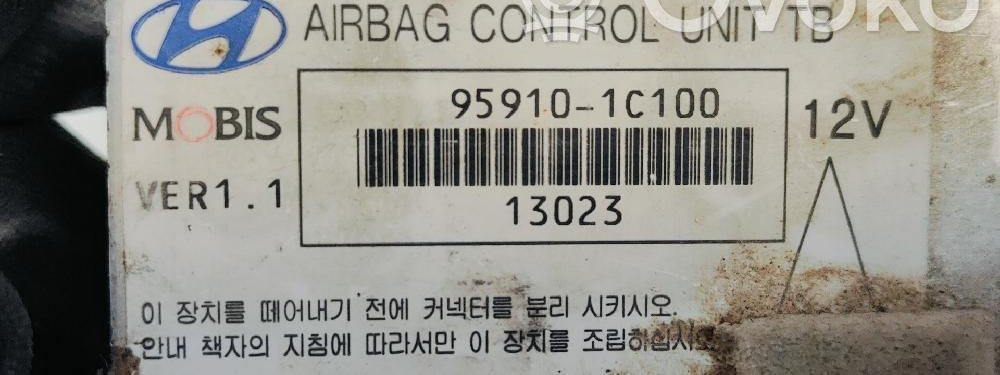 OVOKO
AIRBAG CONTROL UNIT TB
95910-1C100
MOBIS
12V
VER1.1
13023
이 장치를 떼어내기 전에 커넥터를 분리 시키시오.
안내 책자의 지침에 따라서만 이 장치를 조립하십시오